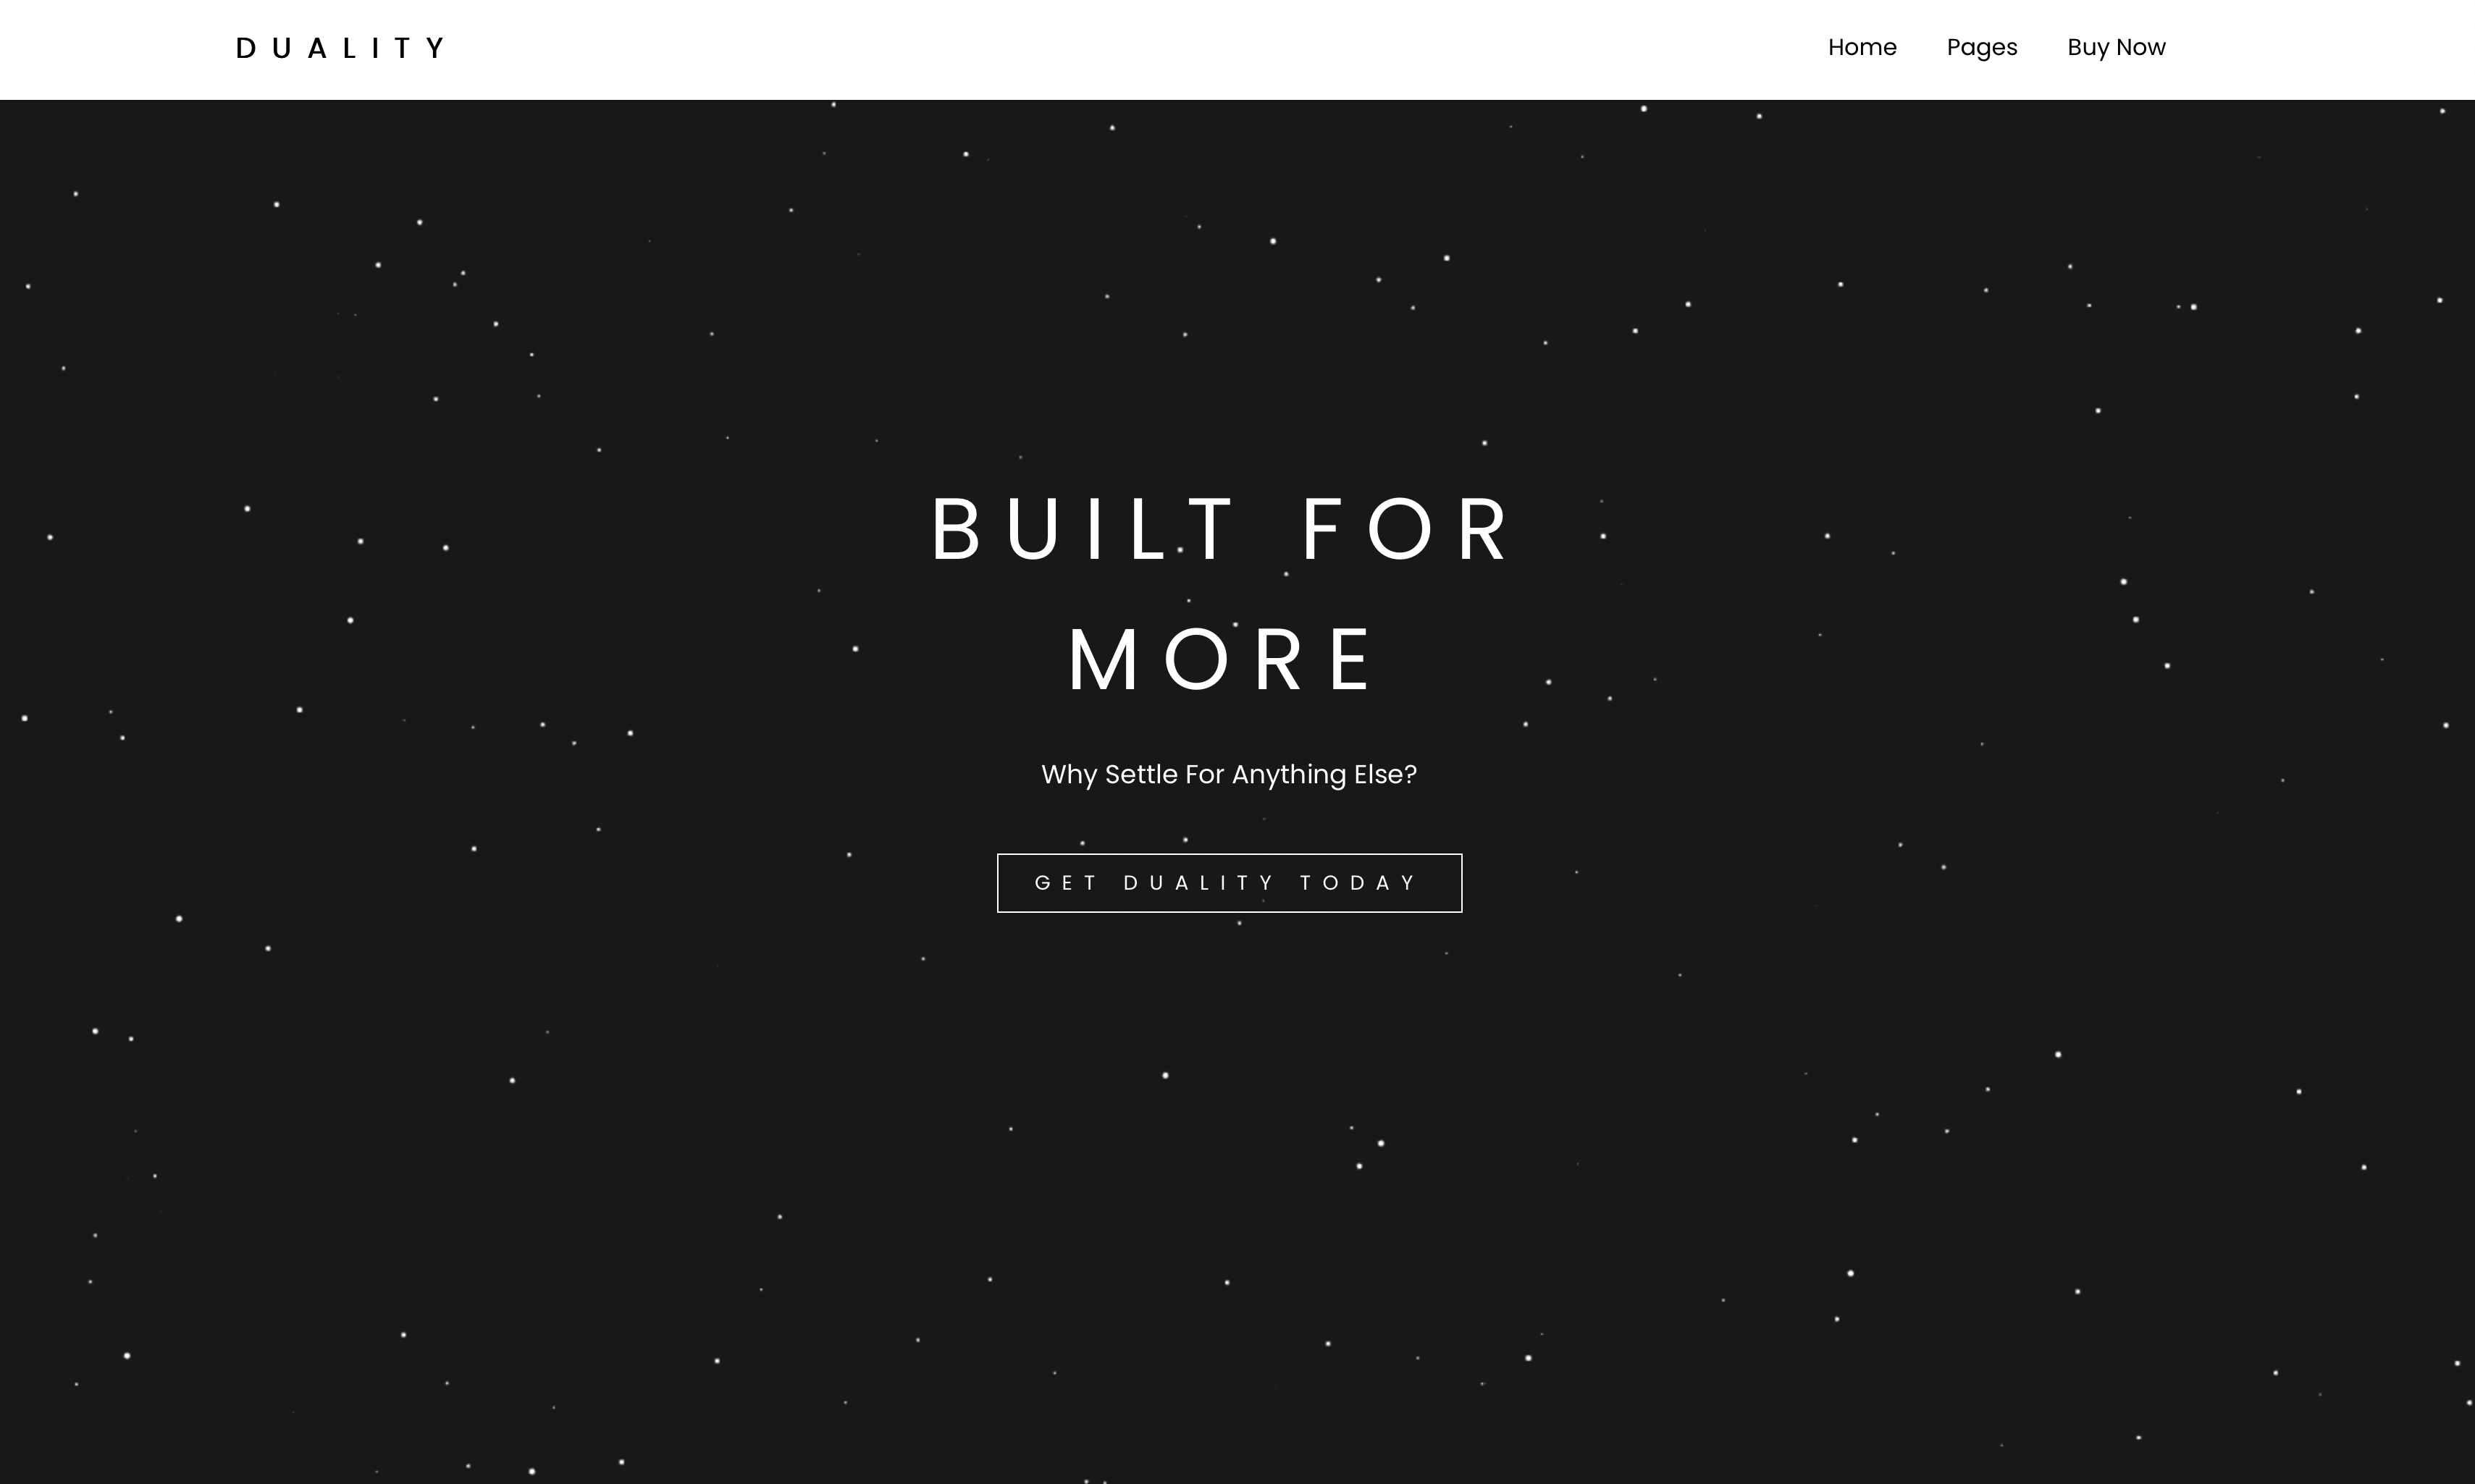 DUALITY
Home Pages Buy Now
BUILT FOR
MORE
Why Settle For Anything Else?
GET DUALITY TODAY